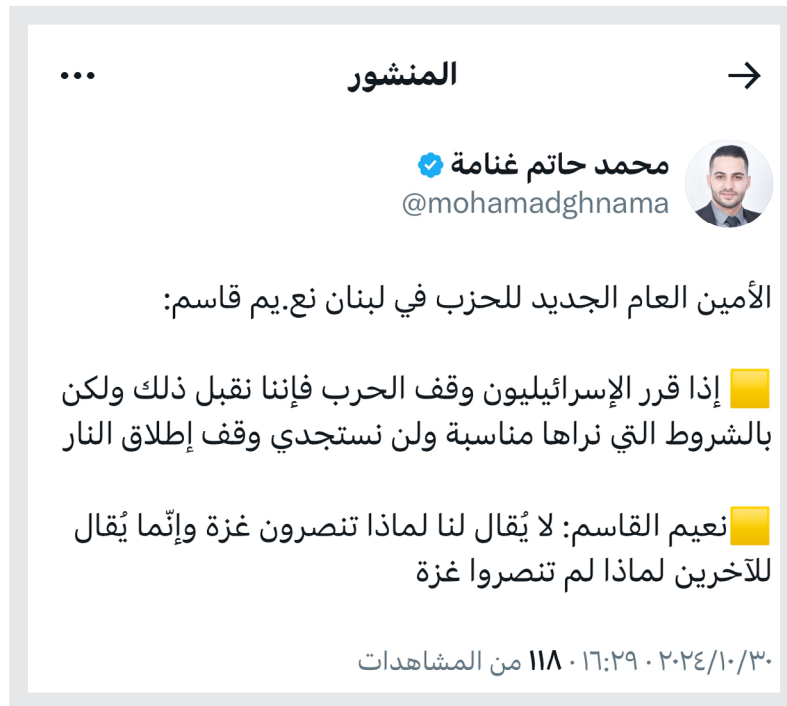 المنشور
محمد حاتم غنامة
@mohamadghnama
الأمين العام الجديد للحزب في لبنان نع.يم قاسم:
إذا قرر الإسرائيليون وقف الحرب فإننا نقبل ذلك ولكن
بالشروط التي نراها مناسبة ولن نستجدي وقف إطلاق النار
نعيم القاسم: لا يُقال لنا لماذا تنصرون غزة وإنّما يُقال
للآخرين لماذا لم تنصروا غزة
٢٠٢٤/١٠/٣٠ · ١٦:٢٩ · ١١٨ من المشاهدات